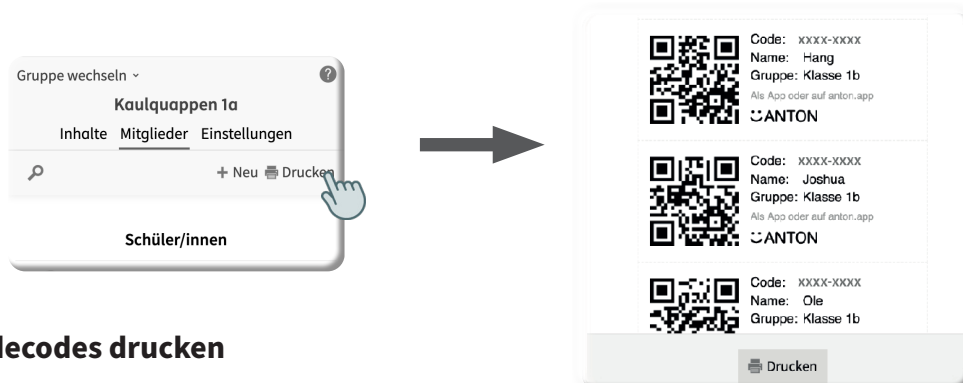 Gruppe wechseln
Kaulquappen 1a
Inhalte Mitglieder Einstellungen
+ Neu Drucken
Schüler/innen
Code: xxxx-xxxx
Name: Hang
Gruppe: Klasse 1b
Als App oder auf anton.app
ANTON
Code: xxxx-xxxx
Name: Joshua
Gruppe: Klasse 1b
Als App oder auf anton.app
ANTON
Code: xxxx-xxxx
Name: Ole
Gruppe: Klasse 1b
Drucken
lecodes drucken